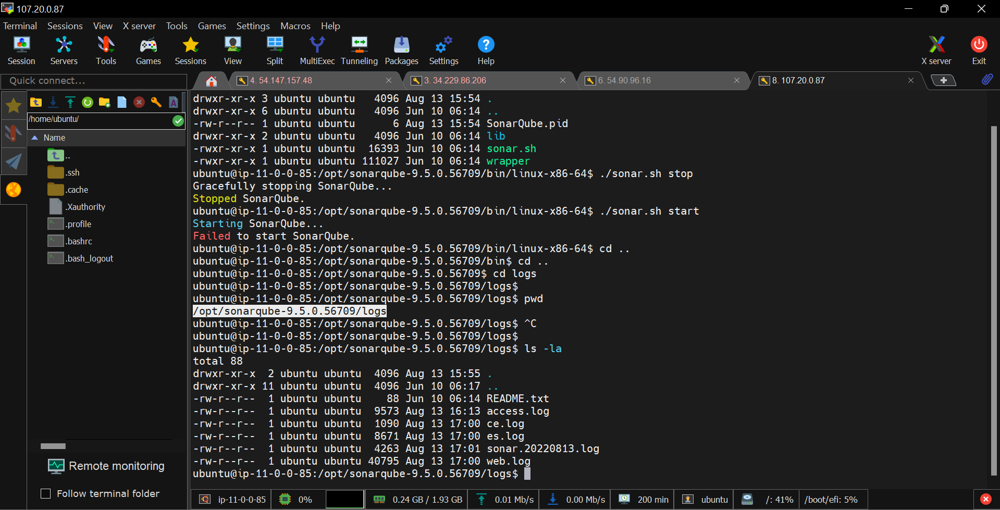 107.20.0.87
Terminal Sessions View X server Tools Games Settings Macros Help
Session Servers Tools Games Sessions View Split MultiExec Tunneling Packages Settings Help X server Exit
Quick connect...
4. 54.147.157.48
3. 34.229.86.206
6. 54.90.96.16
8. 107.20.0.87
/home/ubuntu/
Name
..
.ssh
.cache
.Xauthority
.profile
.bashrc
.bash_logout
Remote monitoring
Follow terminal folder
drwxr-xr-x 3 ubuntu ubuntu   4096 Aug 13 15:54 .
drwxr-xr-x 6 ubuntu ubuntu   4096 Jun 10 06:14 ..
-rw-r--r-- 1 ubuntu ubuntu      6 Aug 13 15:54 SonarQube.pid
drwxr-xr-x 2 ubuntu ubuntu   4096 Jun 10 06:14 lib
-rwxr-xr-x 1 ubuntu ubuntu  16393 Jun 10 06:14 sonar.sh
-rwxr-xr-x 1 ubuntu ubuntu 111027 Jun 10 06:14 wrapper
ubuntu@ip-11-0-0-85:/opt/sonarqube-9.5.0.56709/bin/linux-x86-64$ ./sonar.sh stop
Gracefully stopping SonarQube...
Stopped SonarQube.
ubuntu@ip-11-0-0-85:/opt/sonarqube-9.5.0.56709/bin/linux-x86-64$ ./sonar.sh start
Starting SonarQube...
Failed to start SonarQube.
ubuntu@ip-11-0-0-85:/opt/sonarqube-9.5.0.56709/bin/linux-x86-64$ cd ..
ubuntu@ip-11-0-0-85:/opt/sonarqube-9.5.0.56709/bin$ cd ..
ubuntu@ip-11-0-0-85:/opt/sonarqube-9.5.0.56709$ cd logs
ubuntu@ip-11-0-0-85:/opt/sonarqube-9.5.0.56709/logs$
ubuntu@ip-11-0-0-85:/opt/sonarqube-9.5.0.56709/logs$ pwd
/opt/sonarqube-9.5.0.56709/logs
ubuntu@ip-11-0-0-85:/opt/sonarqube-9.5.0.56709/logs$ ^C
ubuntu@ip-11-0-0-85:/opt/sonarqube-9.5.0.56709/logs$
ubuntu@ip-11-0-0-85:/opt/sonarqube-9.5.0.56709/logs$ ls -la
total 88
drwxr-xr-x  2 ubuntu ubuntu  4096 Aug 13 15:55 .
drwxr-xr-x 11 ubuntu ubuntu  4096 Jun 10 06:17 ..
-rw-r--r--  1 ubuntu ubuntu    88 Jun 10 06:14 README.txt
-rw-r--r--  1 ubuntu ubuntu  9573 Aug 13 16:13 access.log
-rw-r--r--  1 ubuntu ubuntu  1090 Aug 13 17:00 ce.log
-rw-r--r--  1 ubuntu ubuntu  8671 Aug 13 17:00 es.log
-rw-r--r--  1 ubuntu ubuntu  4263 Aug 13 17:01 sonar.20220813.log
-rw-r--r--  1 ubuntu ubuntu 40795 Aug 13 17:00 web.log
ubuntu@ip-11-0-0-85:/opt/sonarqube-9.5.0.56709/logs$
ip-11-0-0-85 0% 0.24 GB / 1.93 GB 0.01 Mb/s 0.00 Mb/s 200 min ubuntu /: 41% /boot/efi: 5%